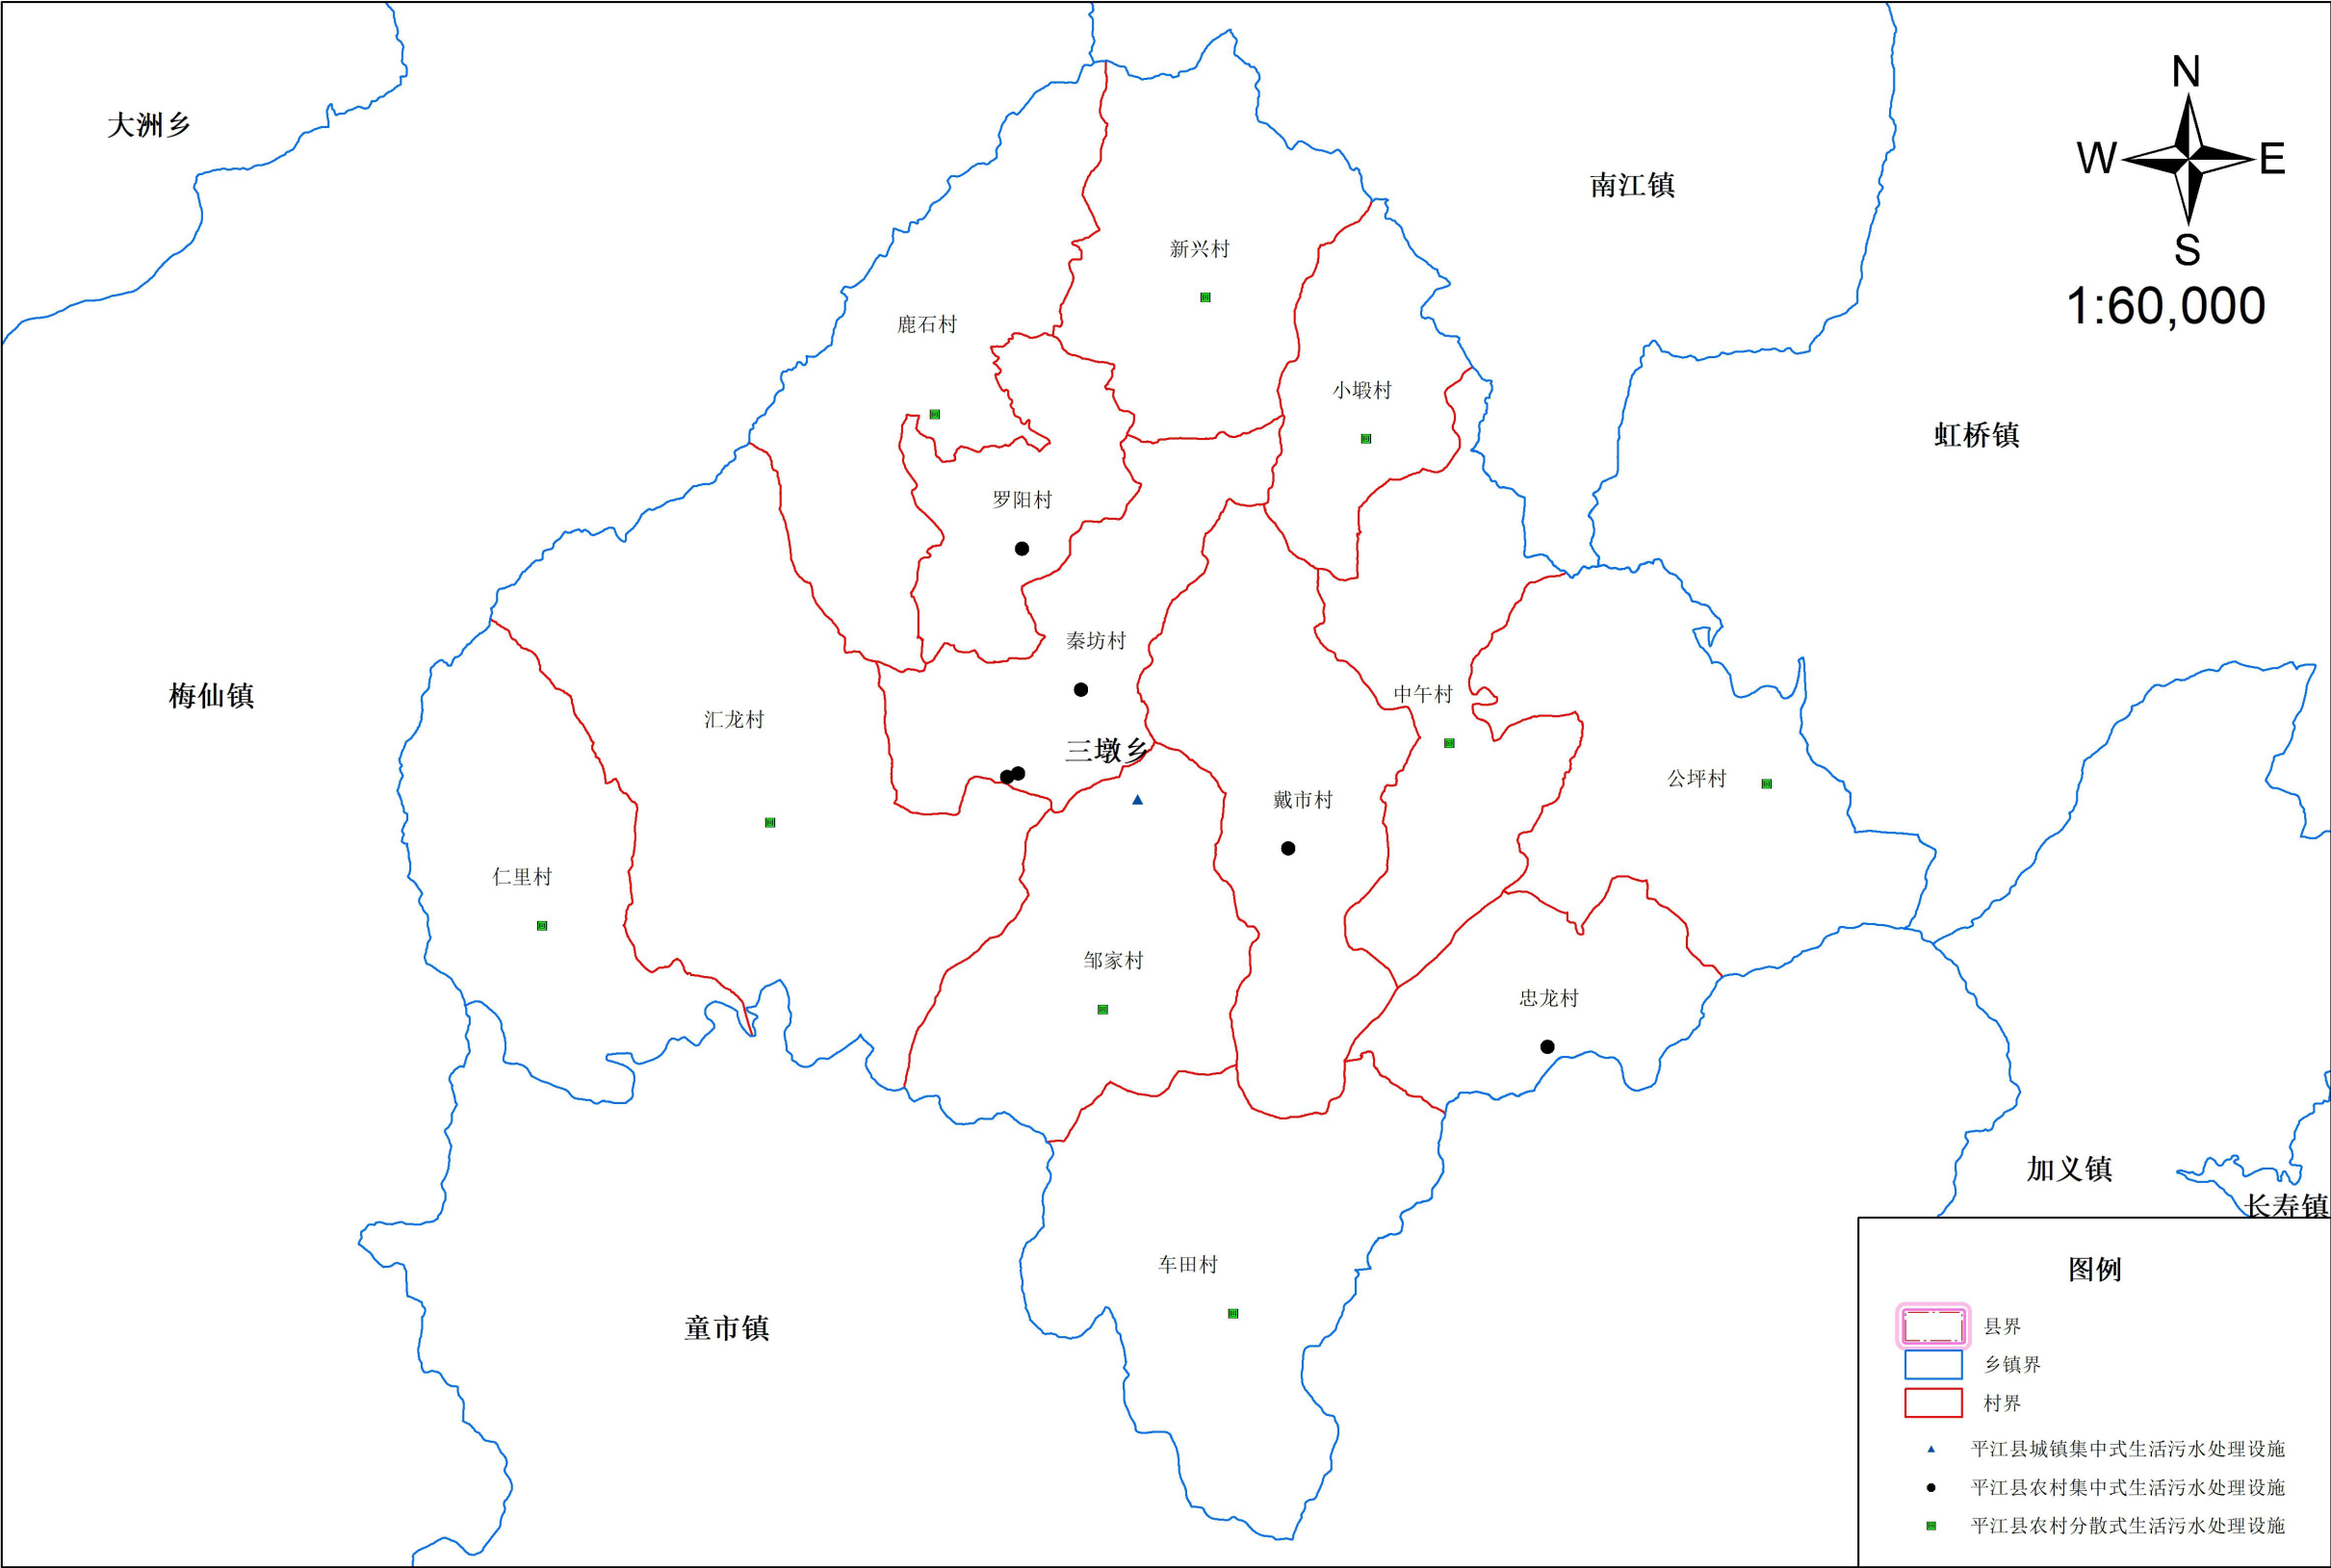 N
大洲乡
W
E
南江镇
S
新兴村
1:60,000
鹿石村
小塅村
虹桥镇
罗阳村
秦坊村
中午村
梅仙镇
汇龙村
三墩乡
公坪村
戴市村
仁里村
邹家村
忠龙村
加义镇
长寿镇
车田村
图例
童市镇
县界
乡镇界
村界
平江县城镇集中式生活污水处理设施
平江县农村集中式生活污水处理设施
平江县农村分散式生活污水处理设施